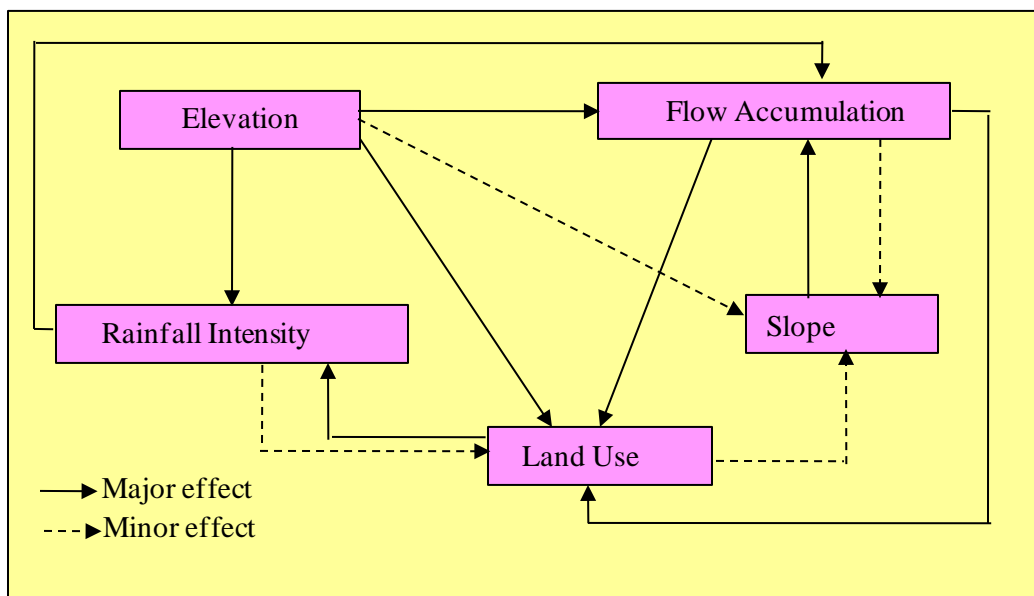 Elevation
Flow Accumulation
Rainfall Intensity
Slope
Land Use
Major effect
Minor effect